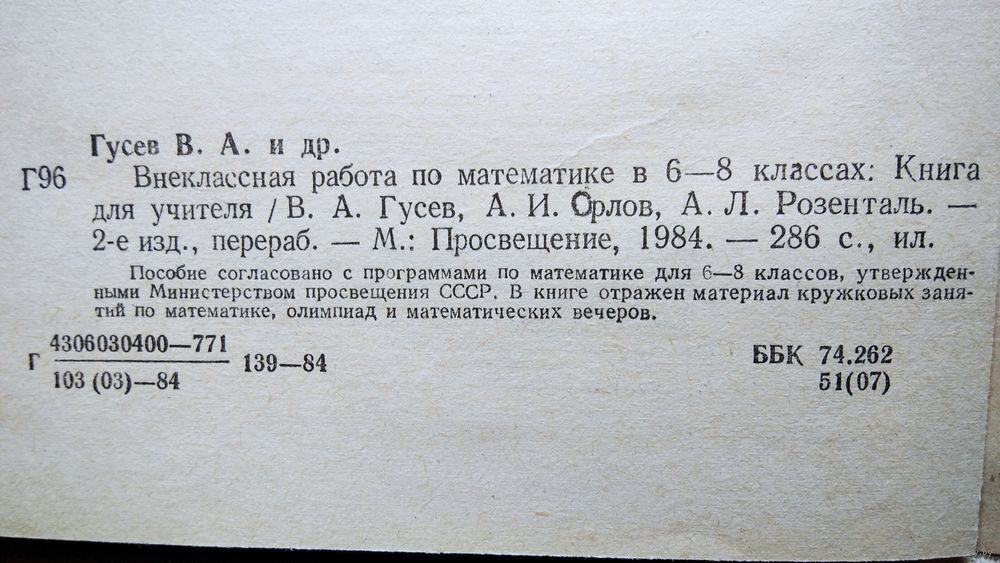 Гусев В. А. и др.
Г96 Внеклассная работа по математике в 6—8 классах: Книга
для учителя / В. А. Гусев, А. И. Орлов, А. Л. Розенталь. —
2-е изд., перераб. — М.: Просвещение, 1984. — 286 с., ил.
Пособие согласовано с программами по математике для 6—8 классов, утвержден-
ными Министерством просвещения СССР. В книге отражен материал кружковых заня-
тий по математике, олимпиад и математических вечеров.
4306030400—771
Г 139—84 ББК 74.262
103 (03)—84 51(07)